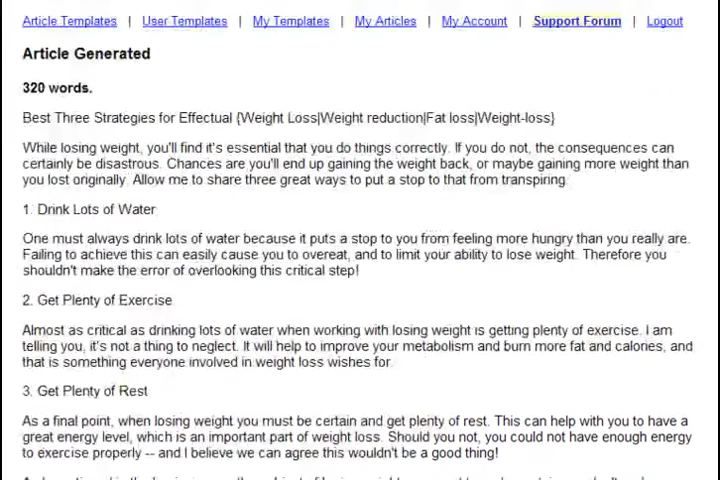 Article Templates | User Templates | My Templates | My Articles | My Account | Support Forum | Logout
Article Generated
320 words.
Best Three Strategies for Effectual {Weight Loss|Weight reduction|Fat loss|Weight-loss}
While losing weight, you'll find it's essential that you do things correctly. If you do not, the consequences can
certainly be disastrous. Chances are you'll end up gaining the weight back, or maybe gaining more weight than
you lost originally. Allow me to share three great ways to put a stop to that from transpiring:
1. Drink Lots of Water
One must always drink lots of water because it puts a stop to you from feeling more hungry than you really are.
Failing to achieve this can easily cause you to overeat, and to limit your ability to lose weight. Therefore you
shouldn't make the error of overlooking this critical step!
2. Get Plenty of Exercise
Almost as critical as drinking lots of water when working with losing weight is getting plenty of exercise. I am
telling you, it's not a thing to neglect. It will help to improve your metabolism and burn more fat and calories, and
that is something everyone involved in weight loss wishes for.
3. Get Plenty of Rest
As a final point, when losing weight you must be certain and get plenty of rest. This can help with you to have a
great energy level, which is an important part of weight loss. Should you not, you could not have enough energy
to exercise properly -- and I believe we can agree this wouldn't be a good thing!